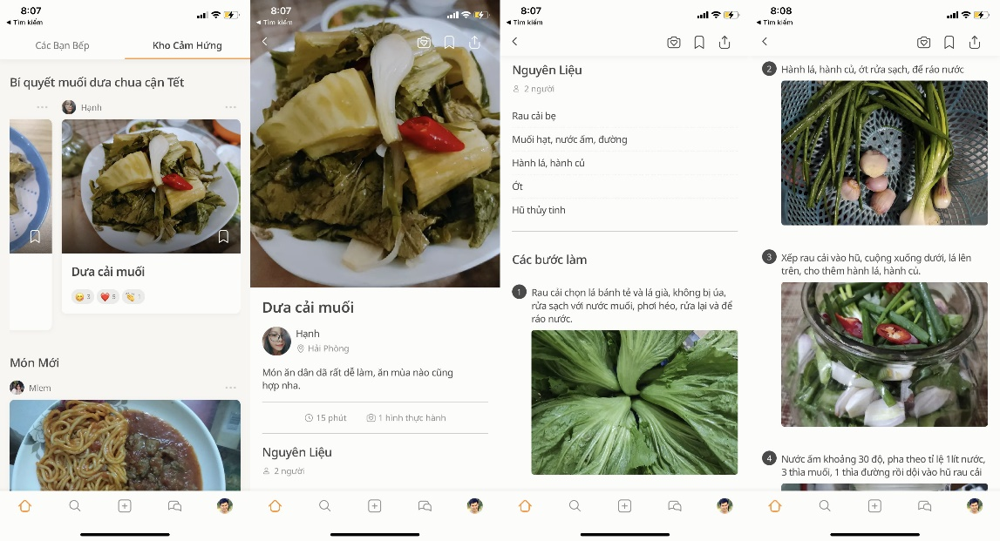 8:07
◂ Tìm kiếm
Các Bạn Bếp
Kho Cảm Hứng
Bí quyết muối dưa chua cận Tết
Hạnh
Dưa cải muối
3
8
1
Món Mới
Mlem
8:07
◂ Tìm kiếm
Dưa cải muối
Hạnh
Hải Phòng
Món ăn dân dã rất dễ làm, ăn mùa nào cũng
hợp nha.
15 phút
1 hình thực hành
Nguyên Liệu
2 người
8:07
◂ Tìm kiếm
Nguyên Liệu
2 người
Rau cải bẹ
Muối hạt, nước ấm, đường
Hành lá, hành củ
Ớt
Hũ thủy tinh
Các bước làm
1 Rau cải chọn lá bánh tẻ và lá già, không bị úa,
rửa sạch với nước muối, phơi héo, rửa lại và để
ráo nước.
8:08
◂ Tìm kiếm
2 Hành lá, hành củ, ớt rửa sạch, để ráo nước
3 Xếp rau cải vào hũ, cuộng xuống dưới, lá lên
trên, cho thêm hành lá, hành củ.
4 Nước ấm khoảng 30 độ, pha theo tỉ lệ 1lít nước,
3 thìa muối, 1 thìa đường rồi dội vào hũ rau cải